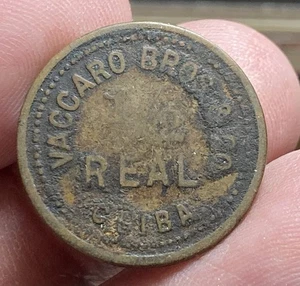 VACCARO BROS & CO
1/2
REAL
CEIBA